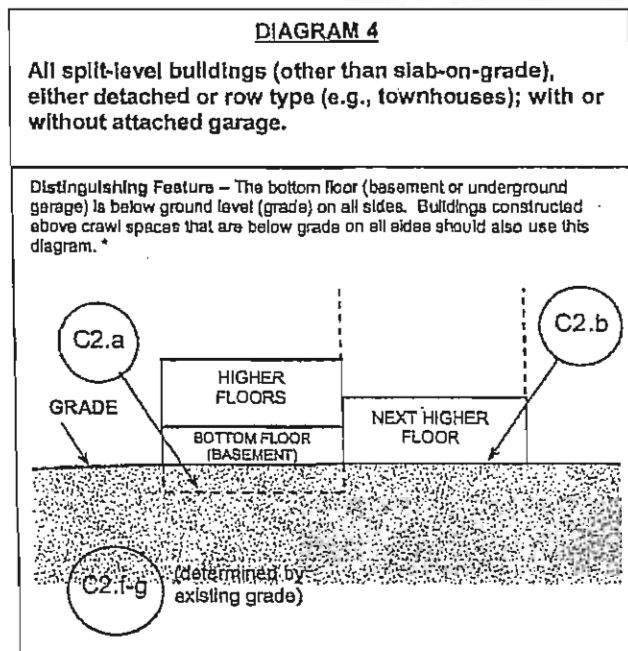 DIAGRAM 4
All split-level buildings (other than slab-on-grade),
either detached or row type (e.g., townhouses); with or
without attached garage.
Distinguishing Feature – The bottom floor (basement or underground
garage) is below ground level (grade) on all sides. Buildings constructed
above crawl spaces that are below grade on all sides should also use this
diagram. *
C2.a
C2.b
HIGHER
FLOORS
GRADE
NEXT HIGHER
FLOOR
BOTTOM FLOOR
(BASEMENT)
C2.f-g
(determined by
existing grade)